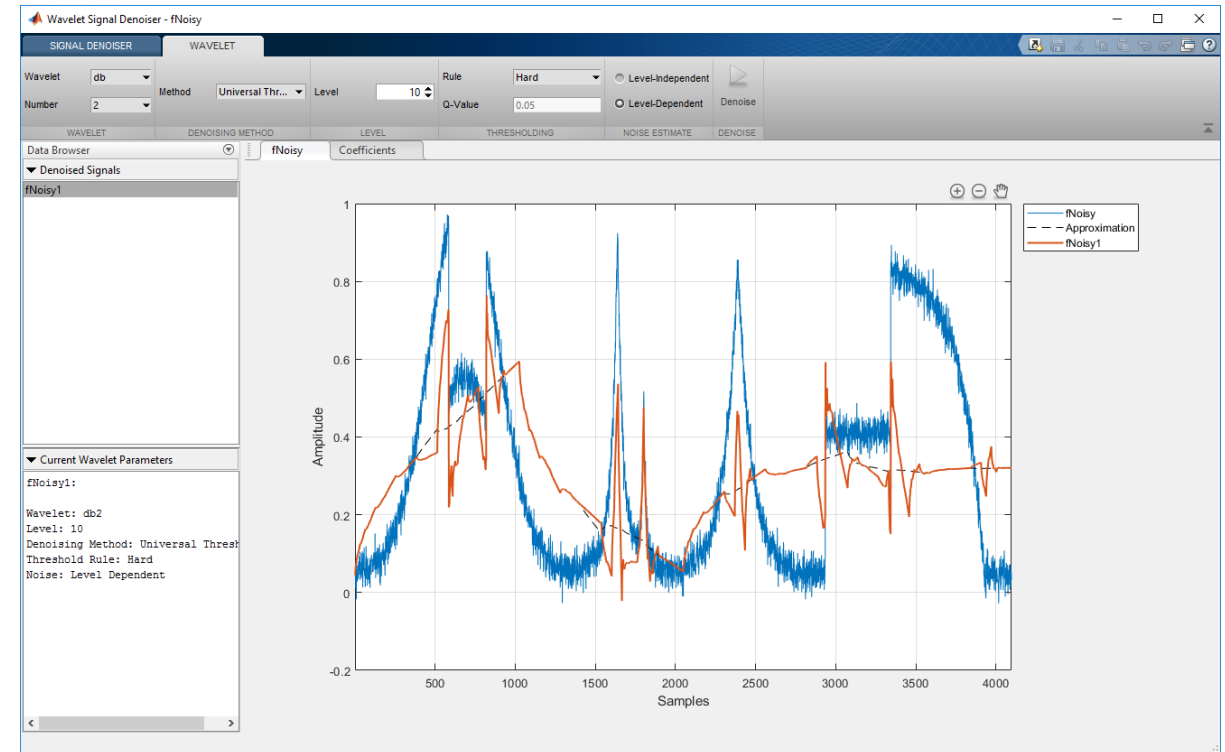 Wavelet Signal Denoiser - fNoisy
SIGNAL DENOISER
WAVELET
Wavelet
db
Number
2
Method
Universal Thr...
Level
10
Rule
Hard
Q-Value
0.05
Level-Independent
Level-Dependent
Denoise
WAVELET
DENOISING METHOD
LEVEL
THRESHOLDING
NOISE ESTIMATE
DENOISE
Data Browser
Denoised Signals
fNoisy1
Current Wavelet Parameters
fNoisy1:
Wavelet: db2
Level: 10
Denoising Method: Universal Thresh
Threshold Rule: Hard
Noise: Level Dependent
fNoisy
Coefficients
fNoisy
Approximation
fNoisy1
1
0.8
0.6
0.4
0.2
0
-0.2
Amplitude
500 1000 1500 2000 2500 3000 3500 4000
Samples